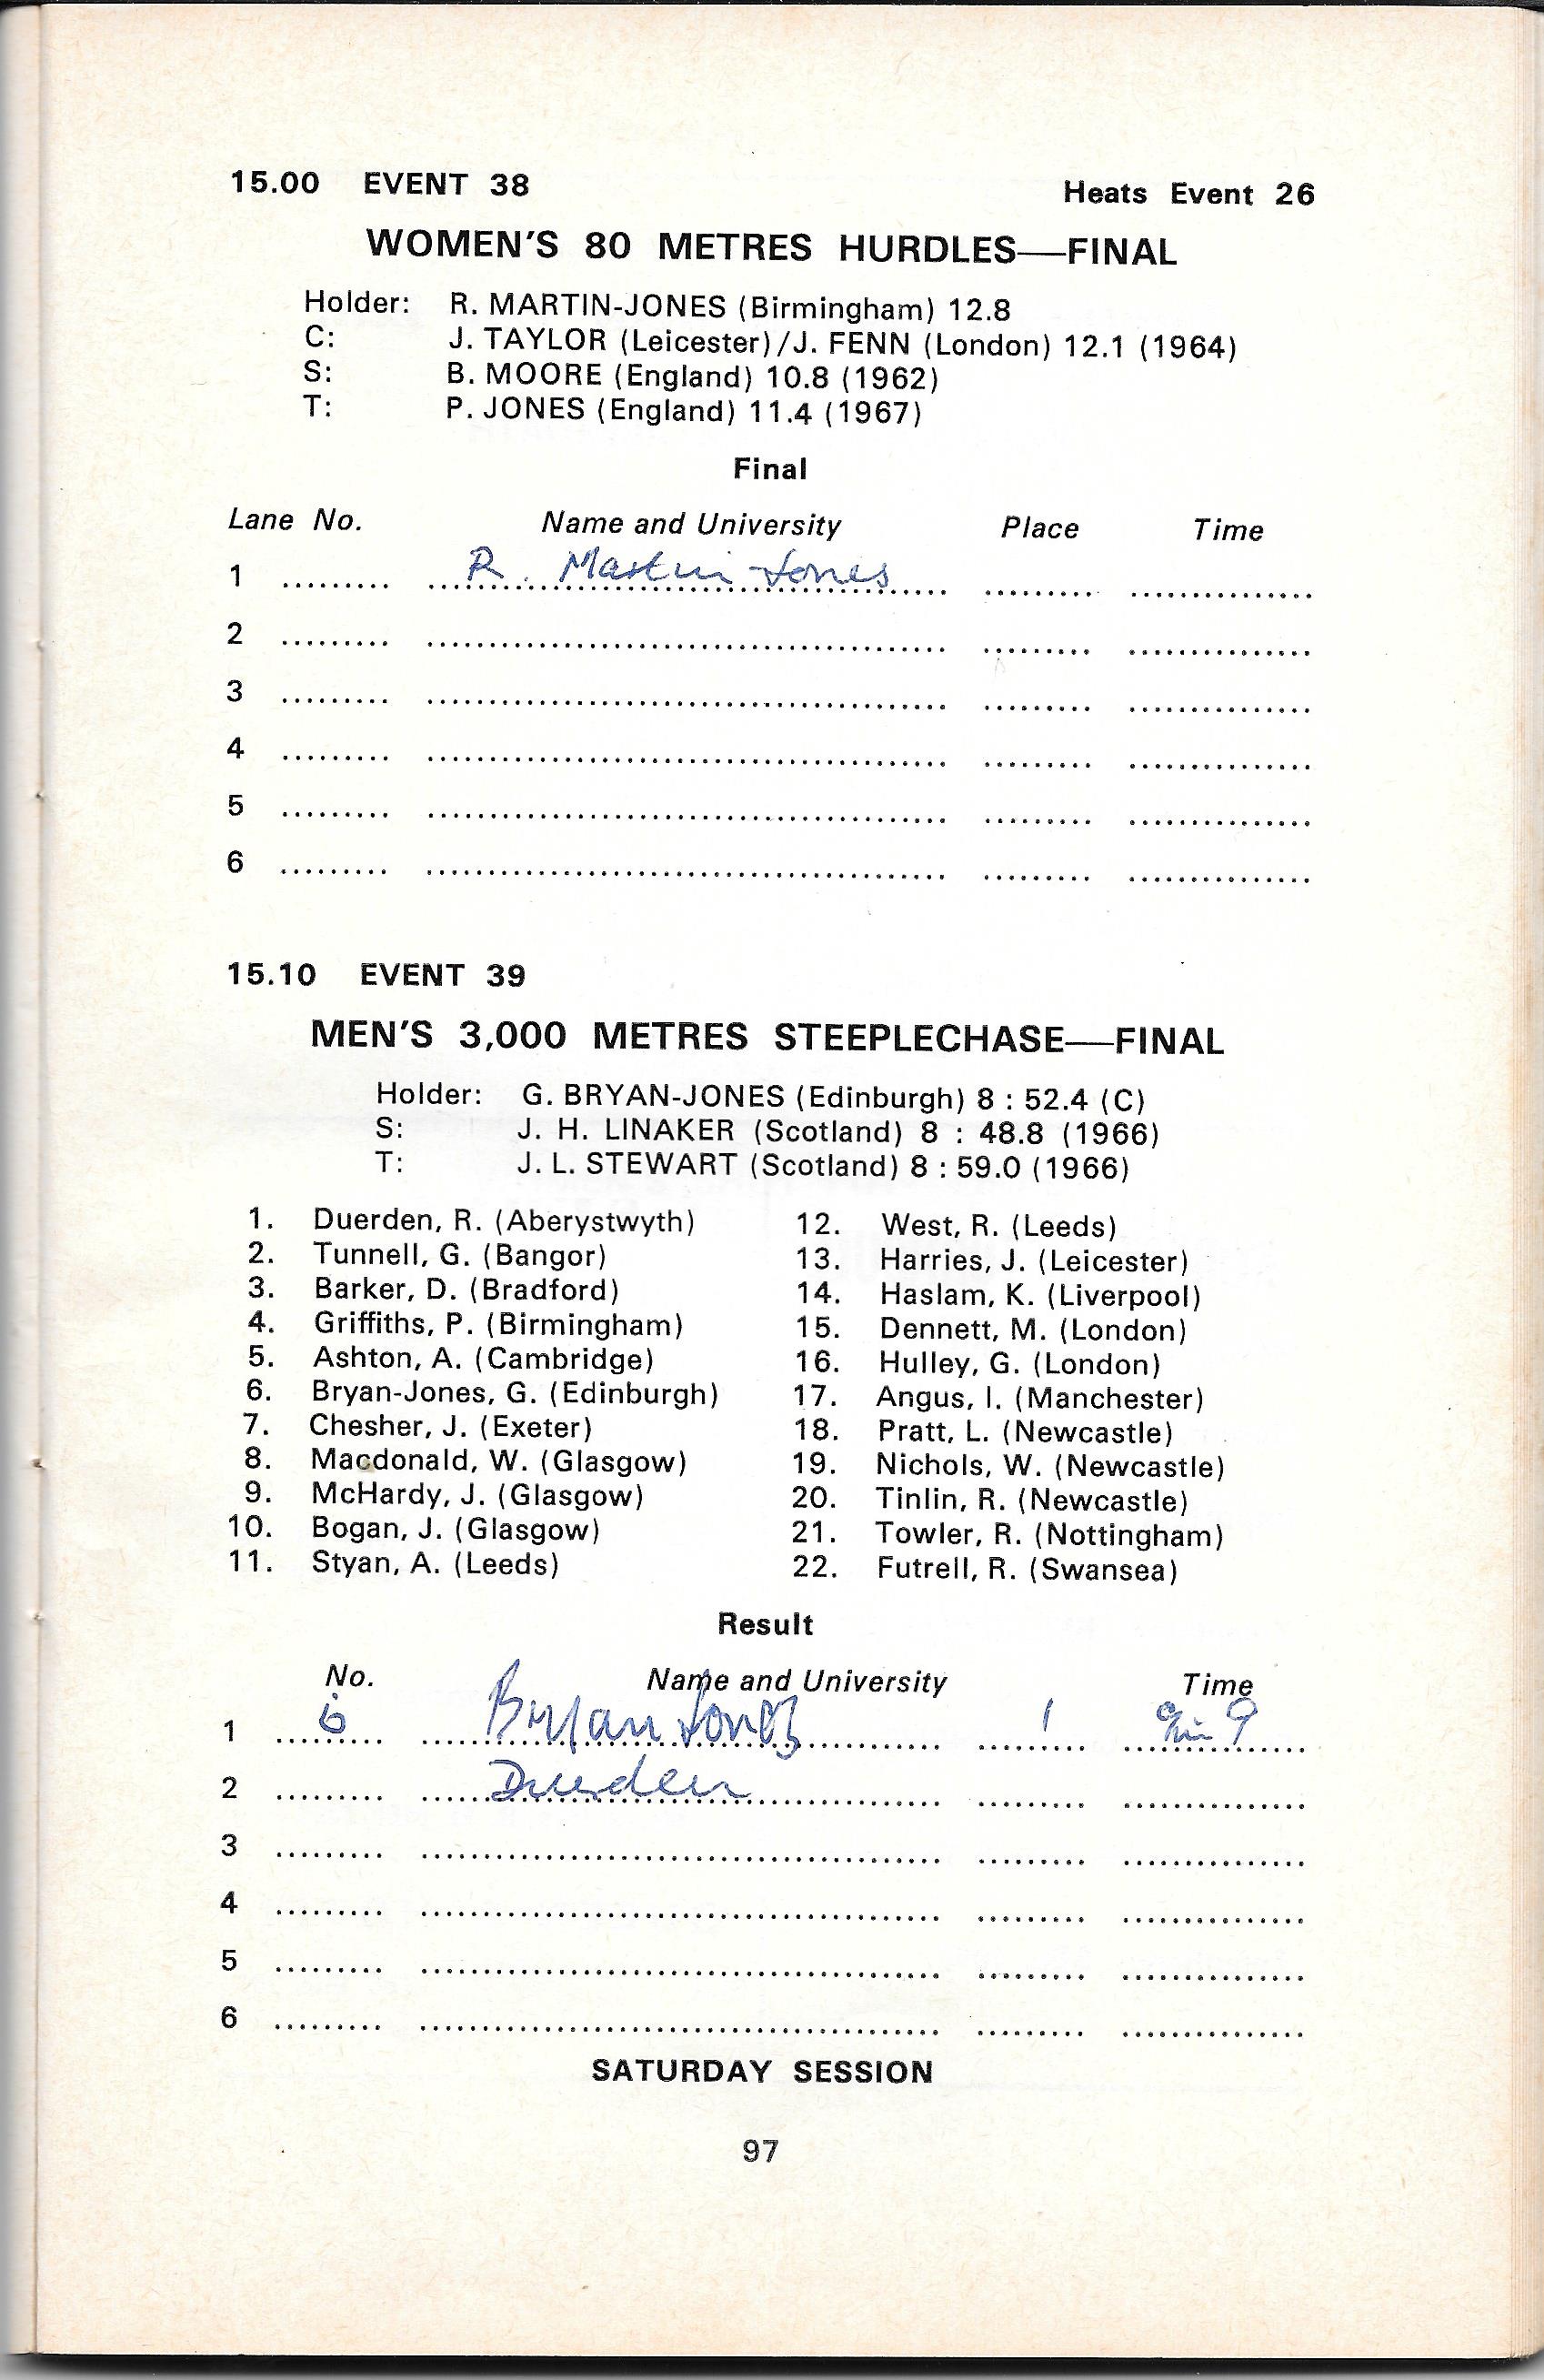 15.00 EVENT 38 Heats Event 26
WOMEN'S 80 METRES HURDLES—FINAL
Holder: R. MARTIN-JONES (Birmingham) 12.8
C: J. TAYLOR (Leicester)/J. FENN (London) 12.1 (1964)
S: B. MOORE (England) 10.8 (1962)
T: P. JONES (England) 11.4 (1967)
Final
Lane No. Name and University Place Time
1 ......... R. Martin-Jones ......... ...............
2 ......... ........................................... ......... ...............
3 ......... ........................................... ......... ...............
4 ......... ........................................... ......... ...............
5 ......... ........................................... ......... ...............
6 ......... ........................................... ......... ...............
15.10 EVENT 39
MEN'S 3,000 METRES STEEPLECHASE—FINAL
Holder: G. BRYAN-JONES (Edinburgh) 8 : 52.4 (C)
S: J. H. LINAKER (Scotland) 8 : 48.8 (1966)
T: J. L. STEWART (Scotland) 8 : 59.0 (1966)
1. Duerden, R. (Aberystwyth)
2. Tunnell, G. (Bangor)
3. Barker, D. (Bradford)
4. Griffiths, P. (Birmingham)
5. Ashton, A. (Cambridge)
6. Bryan-Jones, G. (Edinburgh)
7. Chesher, J. (Exeter)
8. Macdonald, W. (Glasgow)
9. McHardy, J. (Glasgow)
10. Bogan, J. (Glasgow)
11. Styan, A. (Leeds)
12. West, R. (Leeds)
13. Harries, J. (Leicester)
14. Haslam, K. (Liverpool)
15. Dennett, M. (London)
16. Hulley, G. (London)
17. Angus, I. (Manchester)
18. Pratt, L. (Newcastle)
19. Nichols, W. (Newcastle)
20. Tinlin, R. (Newcastle)
21. Towler, R. (Nottingham)
22. Futrell, R. (Swansea)
Result
No. Name and University Time
1 6 Bryan Jones 1
2 ......... Duerden ......... ...............
3 ......... ........................................... ......... ...............
4 ......... ........................................... ......... ...............
5 ......... ........................................... ......... ...............
6 ......... ........................................... ......... ...............
SATURDAY SESSION
97